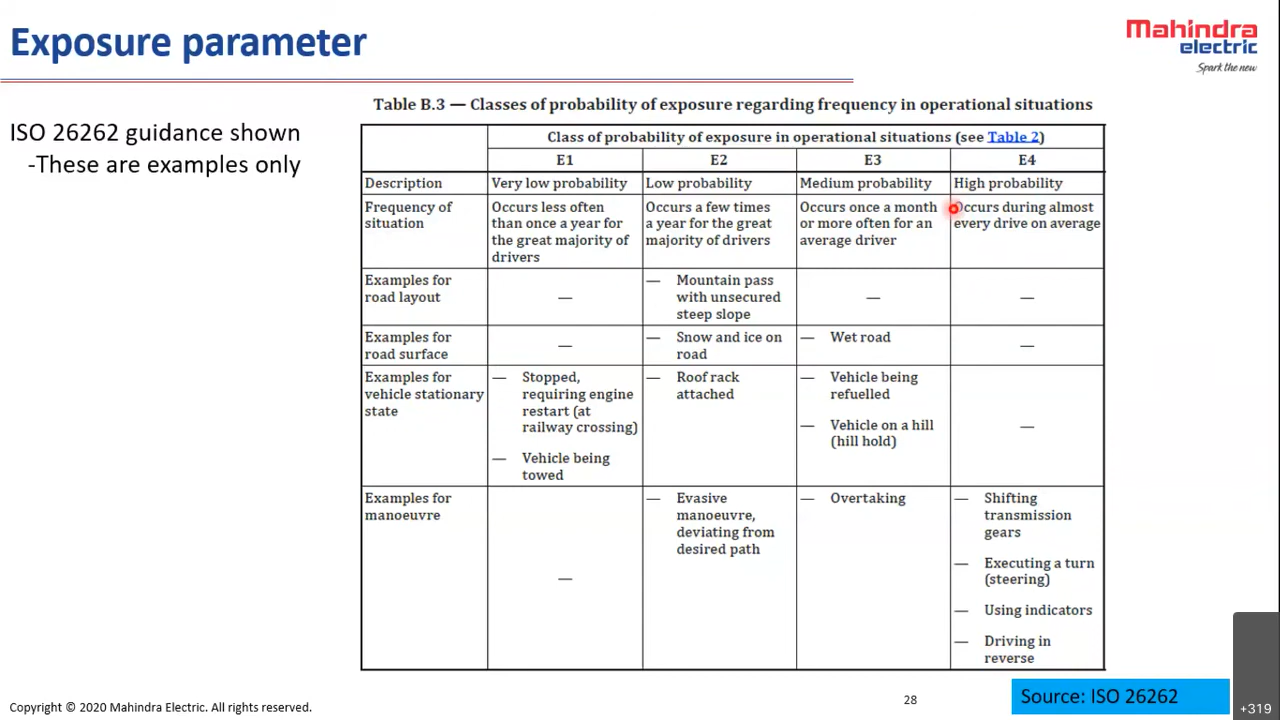 Exposure parameter
Mahindra
electric
Spark the new
ISO 26262 guidance shown
-These are examples only
Table B.3 — Classes of probability of exposure regarding frequency in operational situations
Class of probability of exposure in operational situations (see Table 2)
E1 E2 E3 E4
Description Very low probability Low probability Medium probability High probability
Frequency of
situation
Occurs less often
than once a year for
the great majority of
drivers
Occurs a few times
a year for the great
majority of drivers
Occurs once a month
or more often for an
average driver
Occurs during almost
every drive on average
Examples for
road layout
—
— Mountain pass
with unsecured
steep slope
—
—
Examples for
road surface
—
— Snow and ice on
road
— Wet road
—
Examples for
vehicle stationary
state
— Stopped,
requiring engine
restart (at
railway crossing)
— Vehicle being
towed
— Roof rack
attached
— Vehicle being
refuelled
— Vehicle on a hill
(hill hold)
—
Examples for
manoeuvre
—
— Evasive
manoeuvre,
deviating from
desired path
— Overtaking
— Shifting
transmission
gears
— Executing a turn
(steering)
— Using indicators
— Driving in
reverse
Copyright © 2020 Mahindra Electric. All rights reserved.
28
Source: ISO 26262
+319